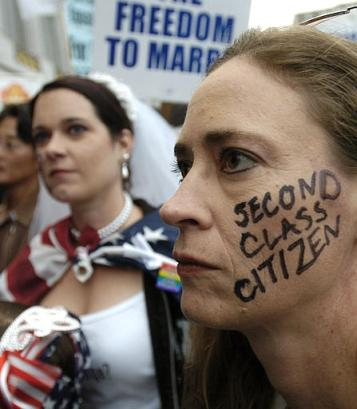 FREEDOM
TO MARR
SECOND
CLASS
CITIZEN